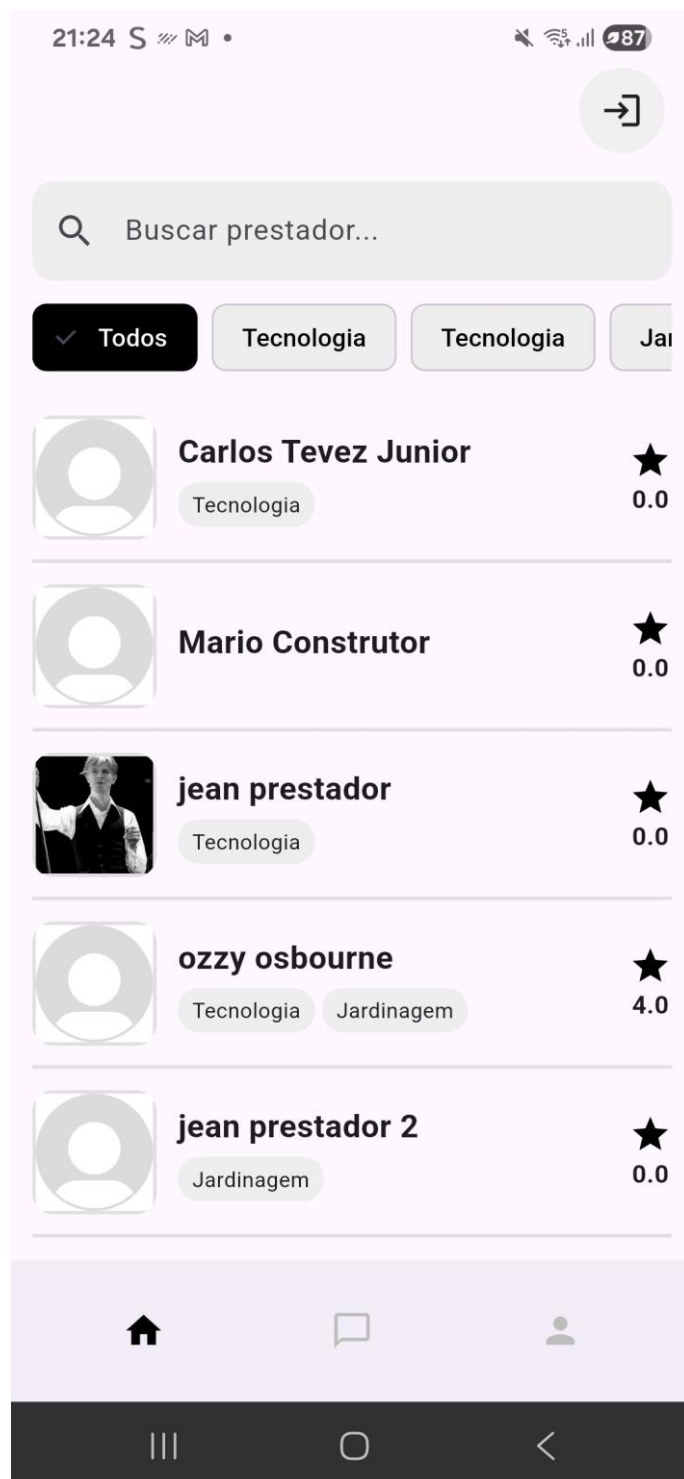 21:24
87
Buscar prestador...
Todos Tecnologia Tecnologia Jar
Carlos Tevez Junior
Tecnologia
0.0
Mario Construtor
0.0
jean prestador
Tecnologia
0.0
ozzy osbourne
Tecnologia Jardinagem
4.0
jean prestador 2
Jardinagem
0.0